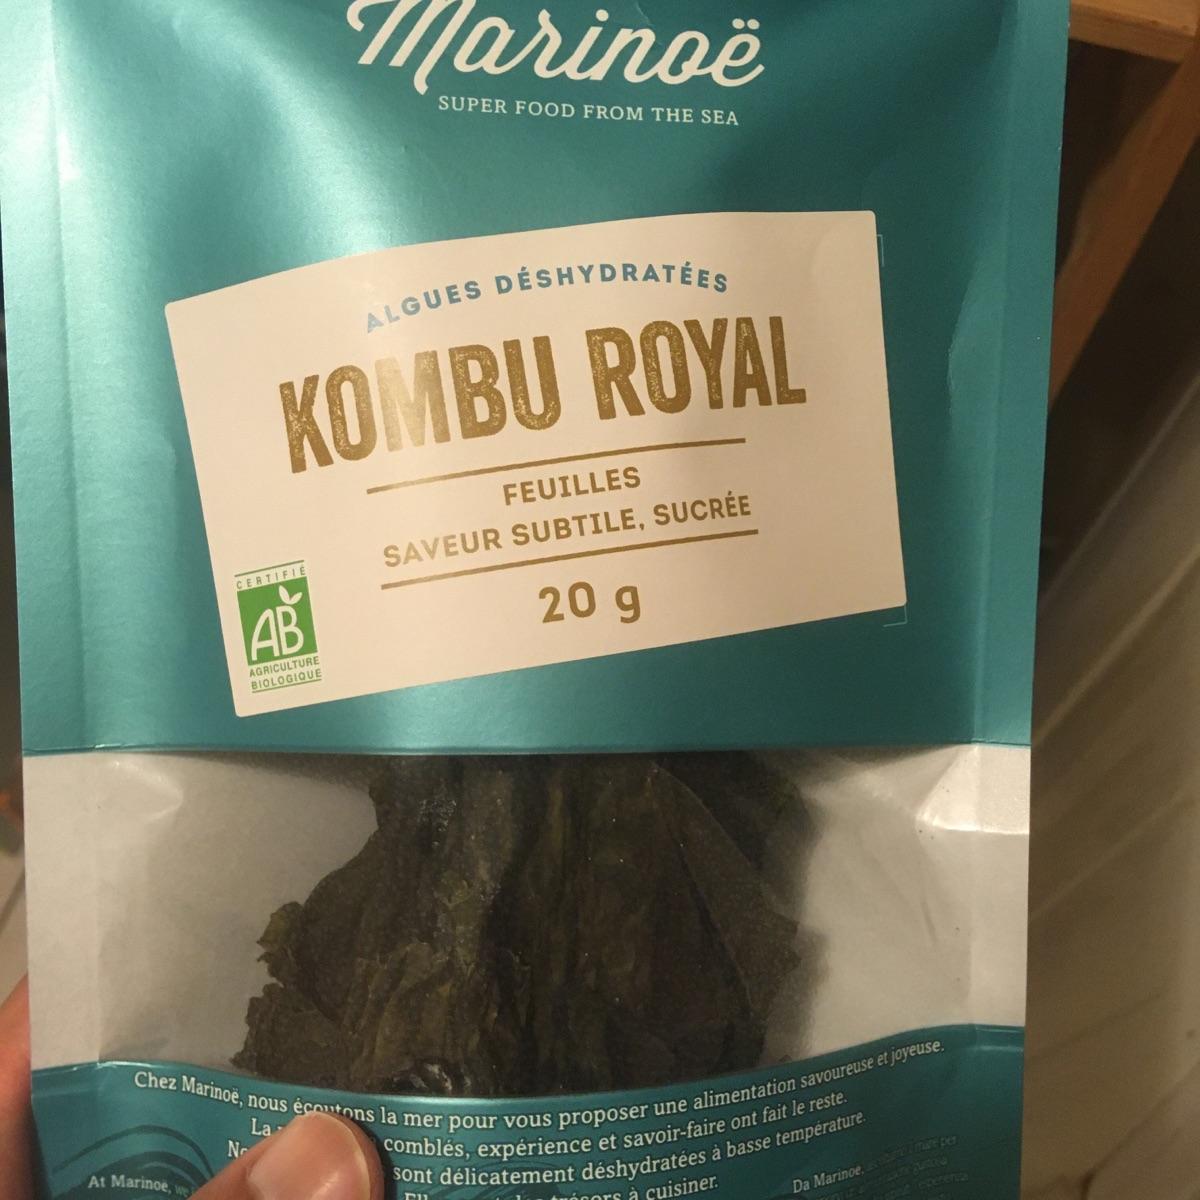 Marinoë
SUPER FOOD FROM THE SEA
ALGUES DÉSHYDRATÉES
KOMBU ROYAL
FEUILLES
SAVEUR SUBTILE, SUCRÉE
20 g
CERTIFIÉ
AB
AGRICULTURE
BIOLOGIQUE
Chez Marinoë, nous écoutons la mer pour vous proposer une alimentation savoureuse et joyeuse.
La comblés, expérience et savoir-faire ont fait le reste.
sont délicatement déshydratées à basse température.
trésors à cuisiner.
At Marinoë, we
Da Marinoë,